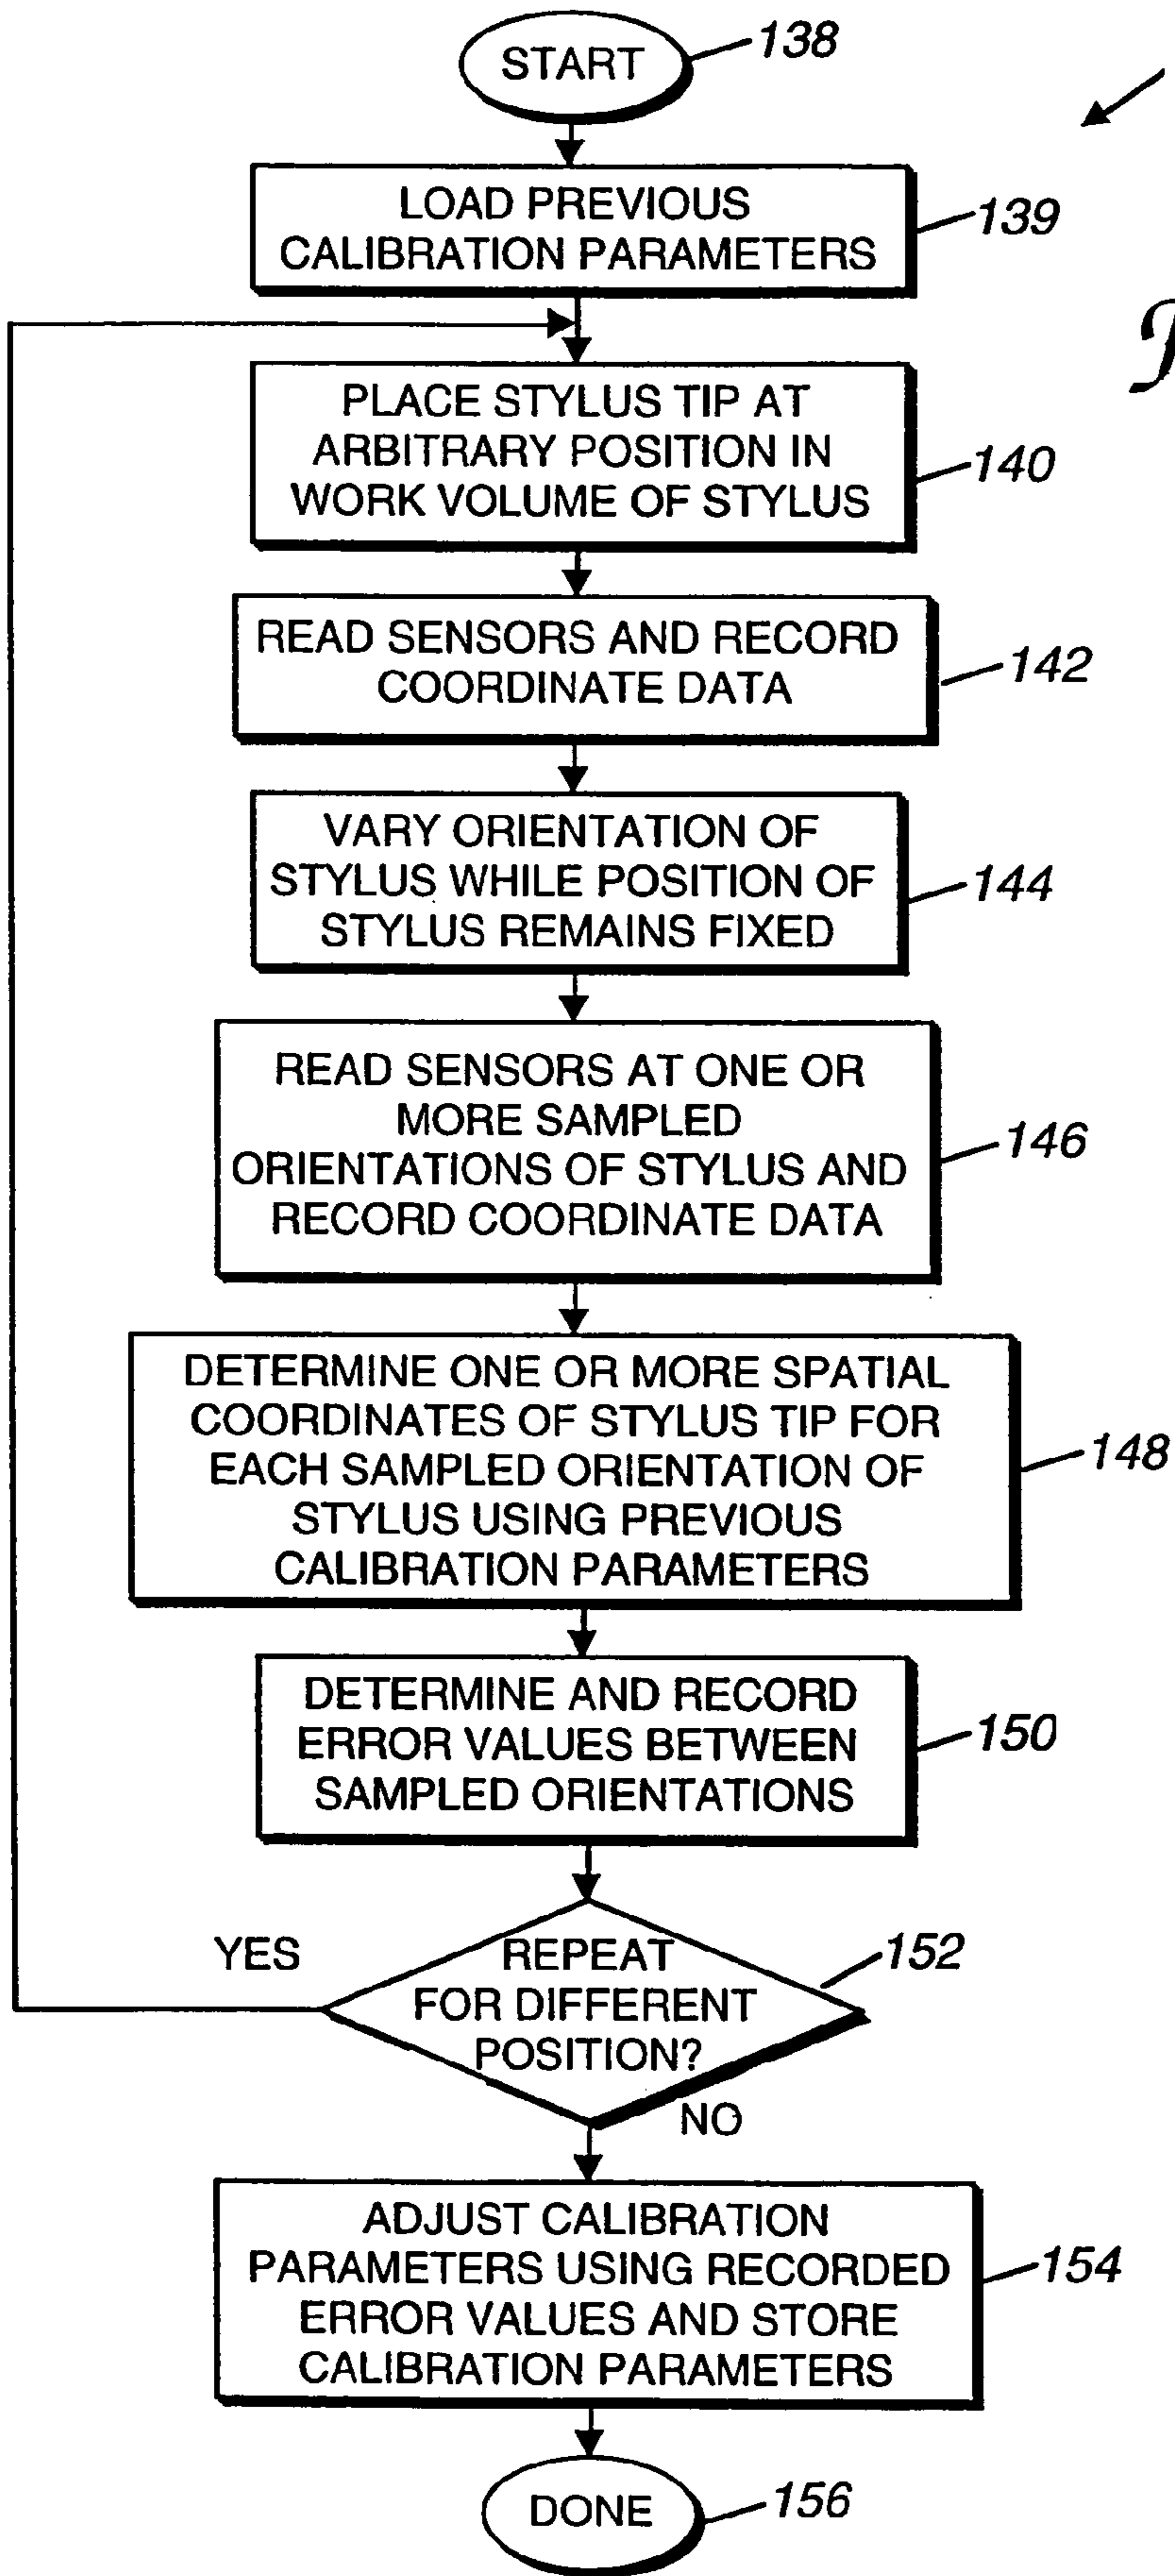 START
138
LOAD PREVIOUS
CALIBRATION PARAMETERS
139
PLACE STYLUS TIP AT
ARBITRARY POSITION IN
WORK VOLUME OF STYLUS
140
READ SENSORS AND RECORD
COORDINATE DATA
142
VARY ORIENTATION OF
STYLUS WHILE POSITION OF
STYLUS REMAINS FIXED
144
READ SENSORS AT ONE OR
MORE SAMPLED
ORIENTATIONS OF STYLUS AND
RECORD COORDINATE DATA
146
DETERMINE ONE OR MORE SPATIAL
COORDINATES OF STYLUS TIP FOR
EACH SAMPLED ORIENTATION OF
STYLUS USING PREVIOUS
CALIBRATION PARAMETERS
148
DETERMINE AND RECORD
ERROR VALUES BETWEEN
SAMPLED ORIENTATIONS
150
YES
REPEAT
FOR DIFFERENT
POSITION?
152
NO
ADJUST CALIBRATION
PARAMETERS USING RECORDED
ERROR VALUES AND STORE
CALIBRATION PARAMETERS
154
DONE
156